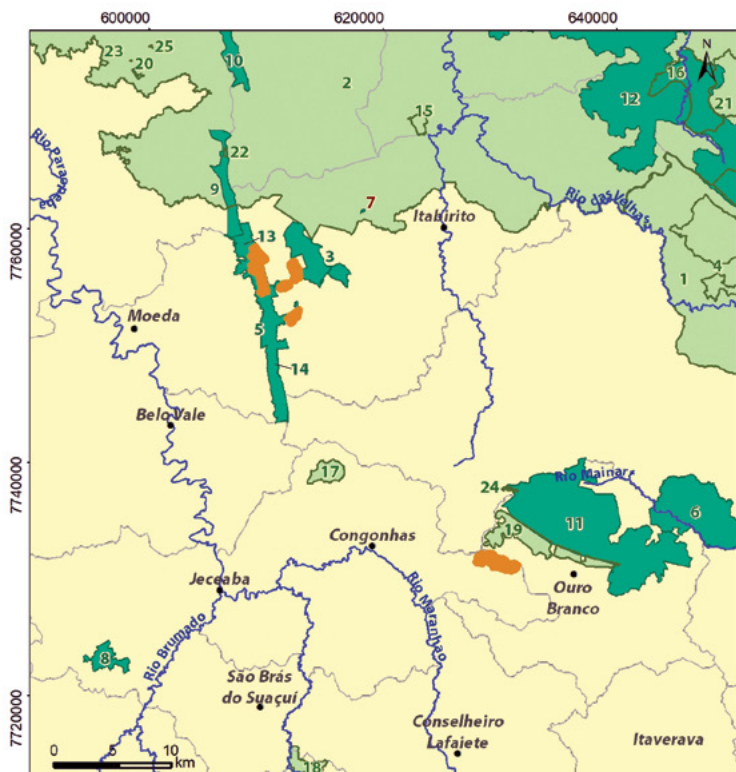 600000
620000
640000
23
25
20
10
2
16
N
12
21
15
Rio Paraopeba
22
9
7
Rio das Velhas
7760000
Itabirito
13
3
1
4
Moeda
5
14
Belo Vale
7740000
17
24
Rio Mainar
6
11
19
Congonhas
Jeceaba
Ouro
Branco
Rio Maranhão
Rio Brumado
8
São Brás
do Suaçuí
7720000
Conselheiro
Lafaiete
Itaverava
0 5 10
km
18